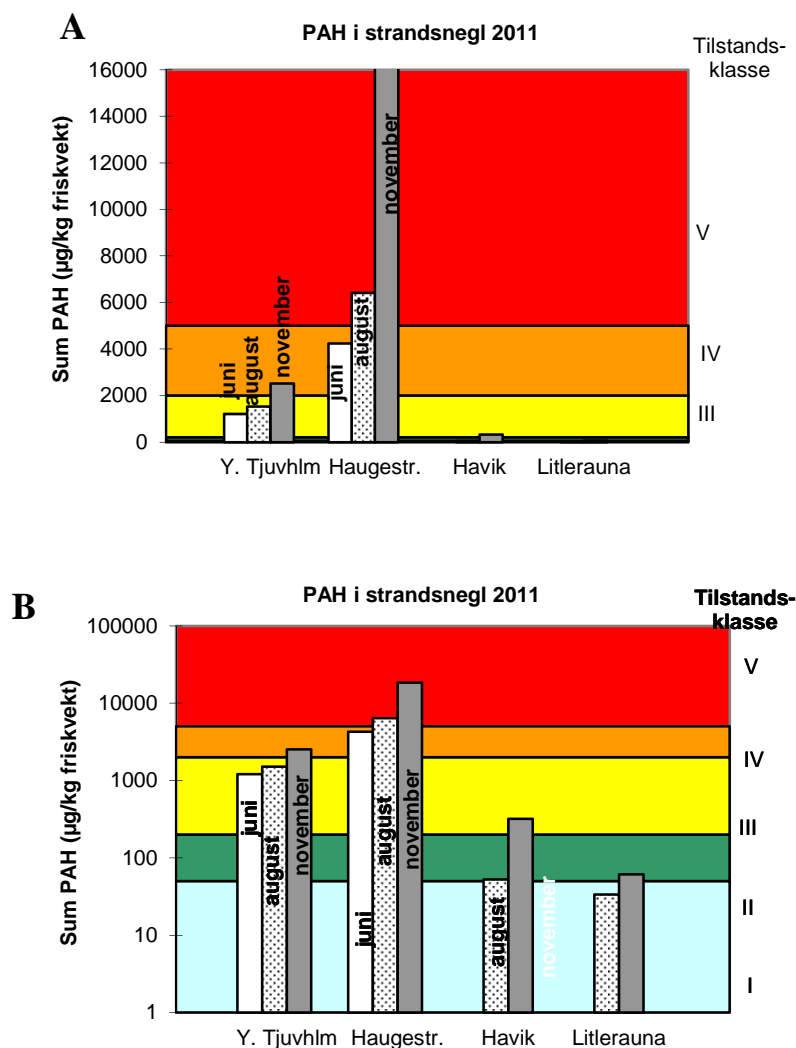 A
PAH i strandsnegl 2011
Tilstands-
klasse
Sum PAH (µg/kg friskvekt)
16000
14000
12000
10000
8000
6000
4000
2000
0
juni
august
november
juni
august
november
V
IV
III
Y. Tjuvhlm Haugestr. Havik Litlerauna
B
PAH i strandsnegl 2011
Tilstands-
klasse
Sum PAH (µg/kg friskvekt)
100000
10000
1000
100
10
1
juni
august
november
juni
august
november
august
november
V
IV
III
II
I
Y. Tjuvhlm Haugestr. Havik Litlerauna